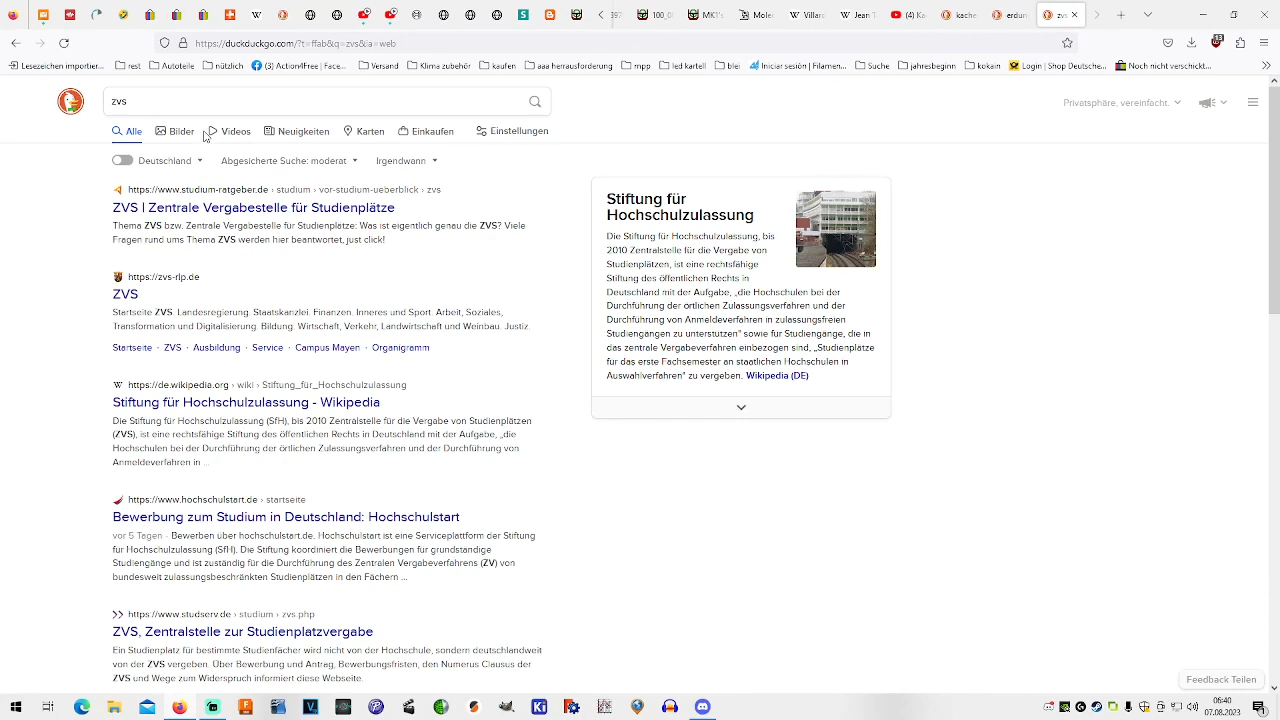 397
100_0
MK1's
Molec
Villare
Jean T
(4) Ka
kache
erdun
zvs
https://duckduckgo.com/?t=ffab&q=zvs&ia=web
Lesezeichen importier... rest Autoteile nützlich (3) Action4Free | Face... Versand Klima zubehör kaufen aaa herrausforderung mpp led kartell blei Iniciar sesión | Filamen... Suche jahresbeginn kokain Login | Shop Deutscho... Noch nicht verschickt...
zvs
Privatsphäre, vereinfacht.
Alle Bilder Videos Neuigkeiten Karten Einkaufen Einstellungen
Deutschland Abgesicherte Suche: moderat Irgendwann
https://www.studium-ratgeber.de › studium › vor-studium-ueberblick › zvs
ZVS | Zentrale Vergabestelle für Studienplätze
Thema ZVS bzw. Zentrale Vergabestelle für Studienplätze: Was ist eigentlich genau die ZVS? Viele
Fragen rund ums Thema ZVS werden hier beantwortet, just click!
https://zvs-rlp.de
ZVS
Startseite ZVS. Landesregierung. Staatskanzlei. Finanzen. Inneres und Sport. Arbeit, Soziales,
Transformation und Digitalisierung. Bildung. Wirtschaft, Verkehr, Landwirtschaft und Weinbau. Justiz.
Startseite · ZVS · Ausbildung · Service · Campus Mayen · Organigramm
https://de.wikipedia.org › wiki › Stiftung_für_Hochschulzulassung
Stiftung für Hochschulzulassung - Wikipedia
Die Stiftung für Hochschulzulassung (SfH), bis 2010 Zentralstelle für die Vergabe von Studienplätzen
(ZVS), ist eine rechtsfähige Stiftung des öffentlichen Rechts in Deutschland mit der Aufgabe, „die
Hochschulen bei der Durchführung der örtlichen Zulassungsverfahren und der Durchführung von
Anmeldeverfahren in ...
https://www.hochschulstart.de › startseite
Bewerbung zum Studium in Deutschland: Hochschulstart
vor 5 Tagen · Bewerben über hochschulstart.de. Hochschulstart ist eine Serviceplattform der Stiftung
für Hochschulzulassung (SfH). Die Stiftung koordiniert die Bewerbungen für grundständige
Studiengänge und ist zuständig für die Durchführung des Zentralen Vergabeverfahrens (ZV) von
bundesweit zulassungsbeschränkten Studienplätzen in den Fächern ...
https://www.studserv.de › studium › zvs.php
ZVS, Zentralstelle zur Studienplatzvergabe
Ein Studienplatz für bestimmte Studienfächer wird nicht von der Hochschule, sondern deutschlandweit
von der ZVS vergeben. Über Bewerbung und Antrag, Bewerbungsfristen, den Numerus Clausus der
ZVS und Wege zum Widerspruch informiert diese Webseite.
Stiftung für
Hochschulzulassung
Die Stiftung für Hochschulzulassung, bis
2010 Zentralstelle für die Vergabe von
Studienplätzen, ist eine rechtsfähige
Stiftung des öffentlichen Rechts in
Deutschland mit der Aufgabe, „die Hochschulen bei der
Durchführung der örtlichen Zulassungsverfahren und der
Durchführung von Anmeldeverfahren in zulassungsfreien
Studiengängen zu unterstützen" sowie für Studiengänge, die in
das zentrale Vergabeverfahren einbezogen sind, „Studienplätze
für das erste Fachsemester an staatlichen Hochschulen in
Auswahlverfahren" zu vergeben. Wikipedia (DE)
Feedback Teilen
06:40
07.09.2023